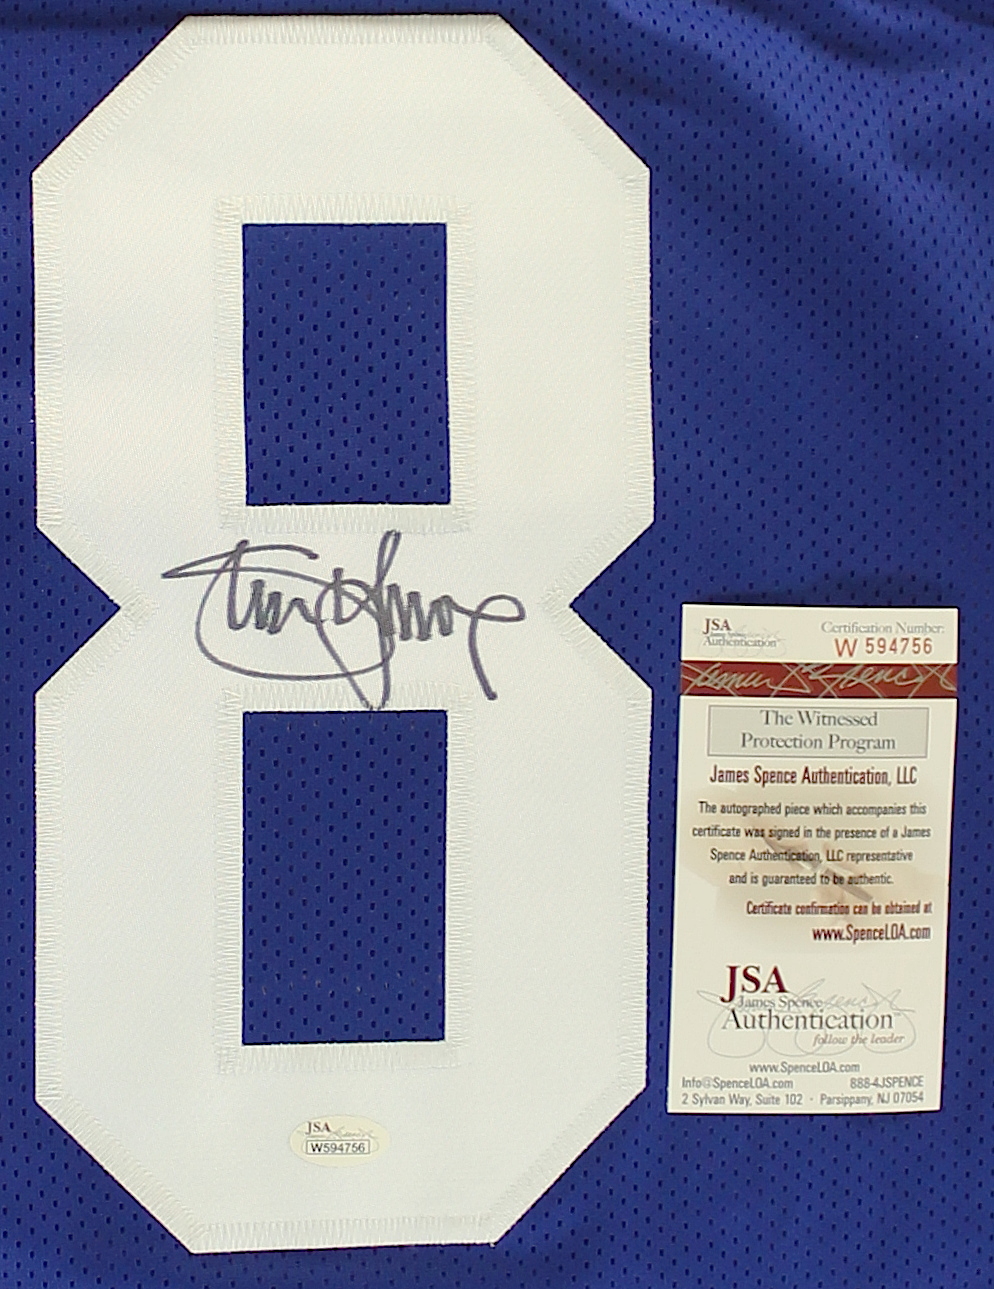 8
JSA
Authentication
Certification Number:
W 594756
The Witnessed
Protection Program
James Spence Authentication, LLC
The autographed piece which accompanies this
certificate was signed in the presence of a James
Spence Authentication, LLC representative
and is guaranteed to be authentic.
Certificate confirmation can be obtained at
www.SpenceLOA.com
JSA
James Spence
Authentication™
follow the leader
www.SpenceLOA.com
Info@SpenceLOA.com 888-4JSPENCE
2 Sylvan Way, Suite 102 · Parsippany, NJ 07054
JSA
W594756